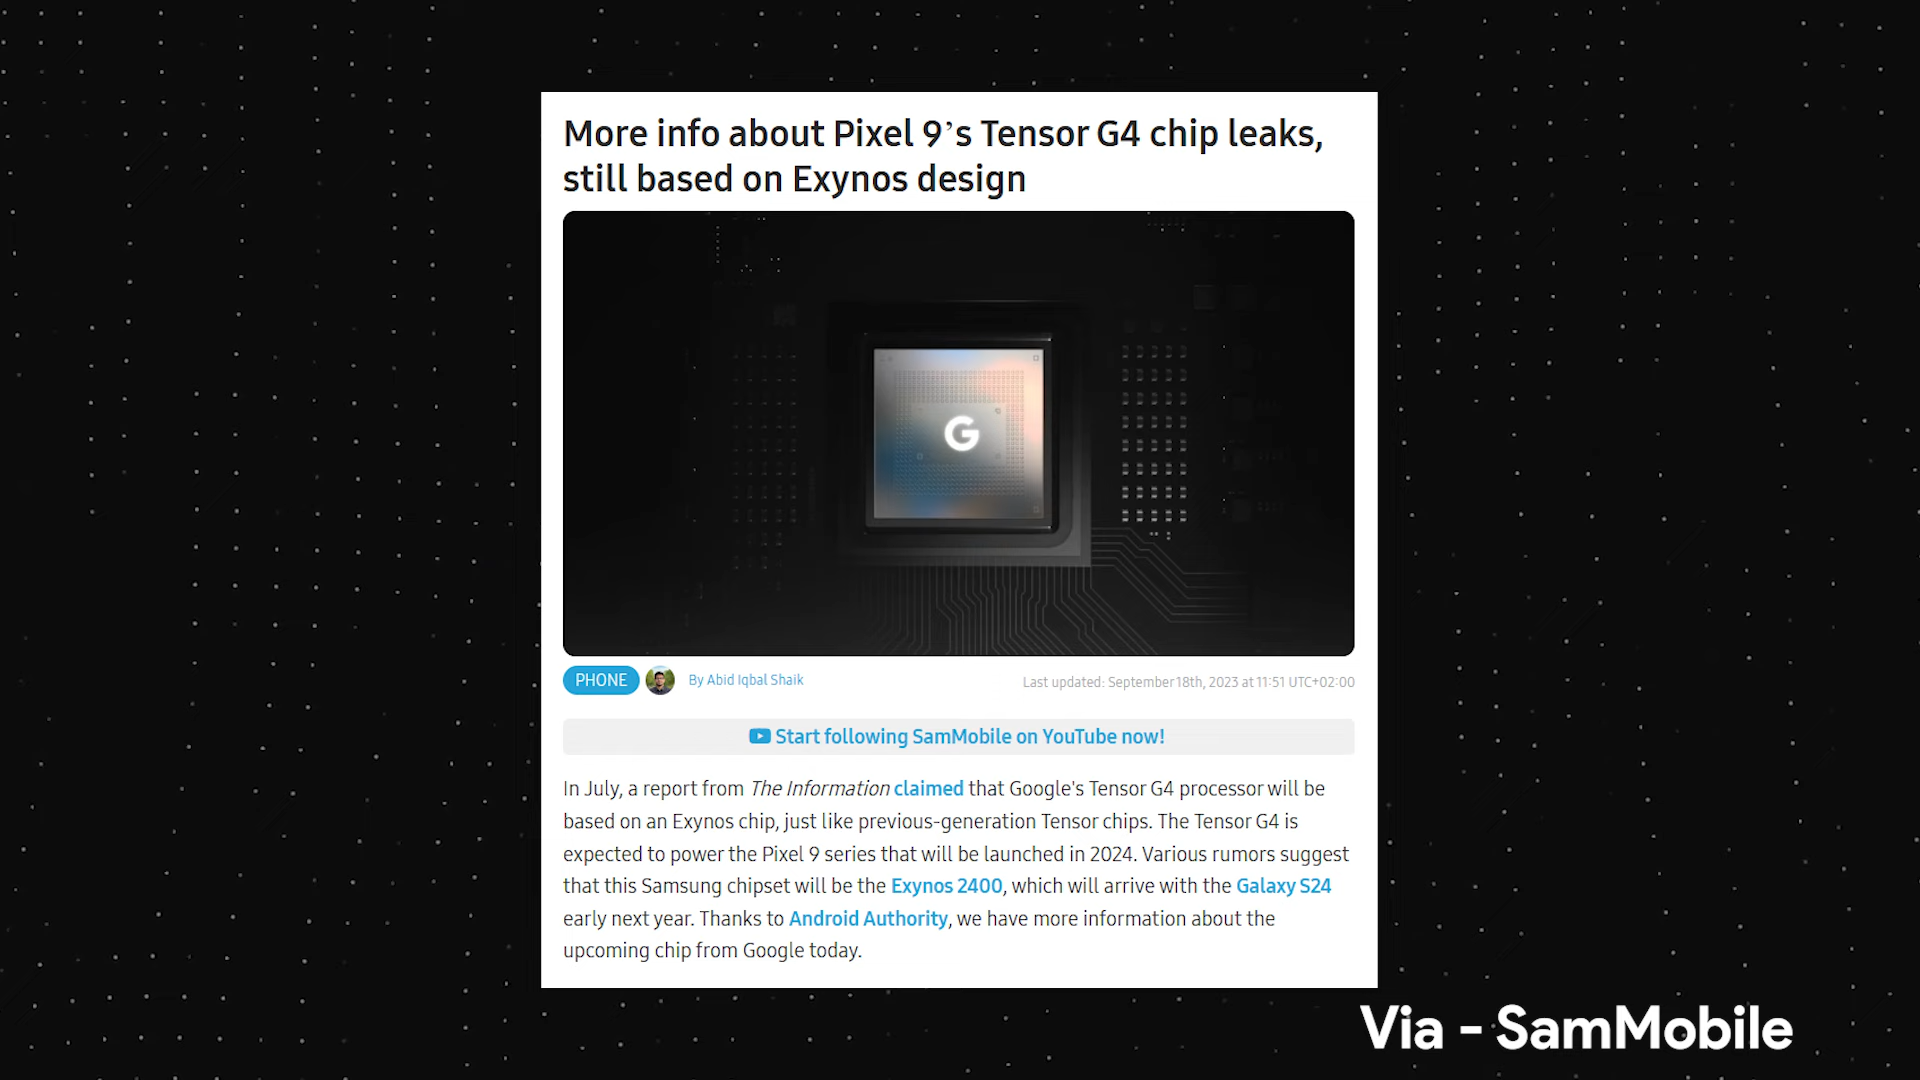 More info about Pixel 9’s Tensor G4 chip leaks,
still based on Exynos design
G
PHONE
By Abid Iqbal Shaik
Last updated: September 18th, 2023 at 11:51 UTC+02:00
Start following SamMobile on YouTube now!
In July, a report from The Information claimed that Google's Tensor G4 processor will be
based on an Exynos chip, just like previous-generation Tensor chips. The Tensor G4 is
expected to power the Pixel 9 series that will be launched in 2024. Various rumors suggest
that this Samsung chipset will be the Exynos 2400, which will arrive with the Galaxy S24
early next year. Thanks to Android Authority, we have more information about the
upcoming chip from Google today.
Via - SamMobile